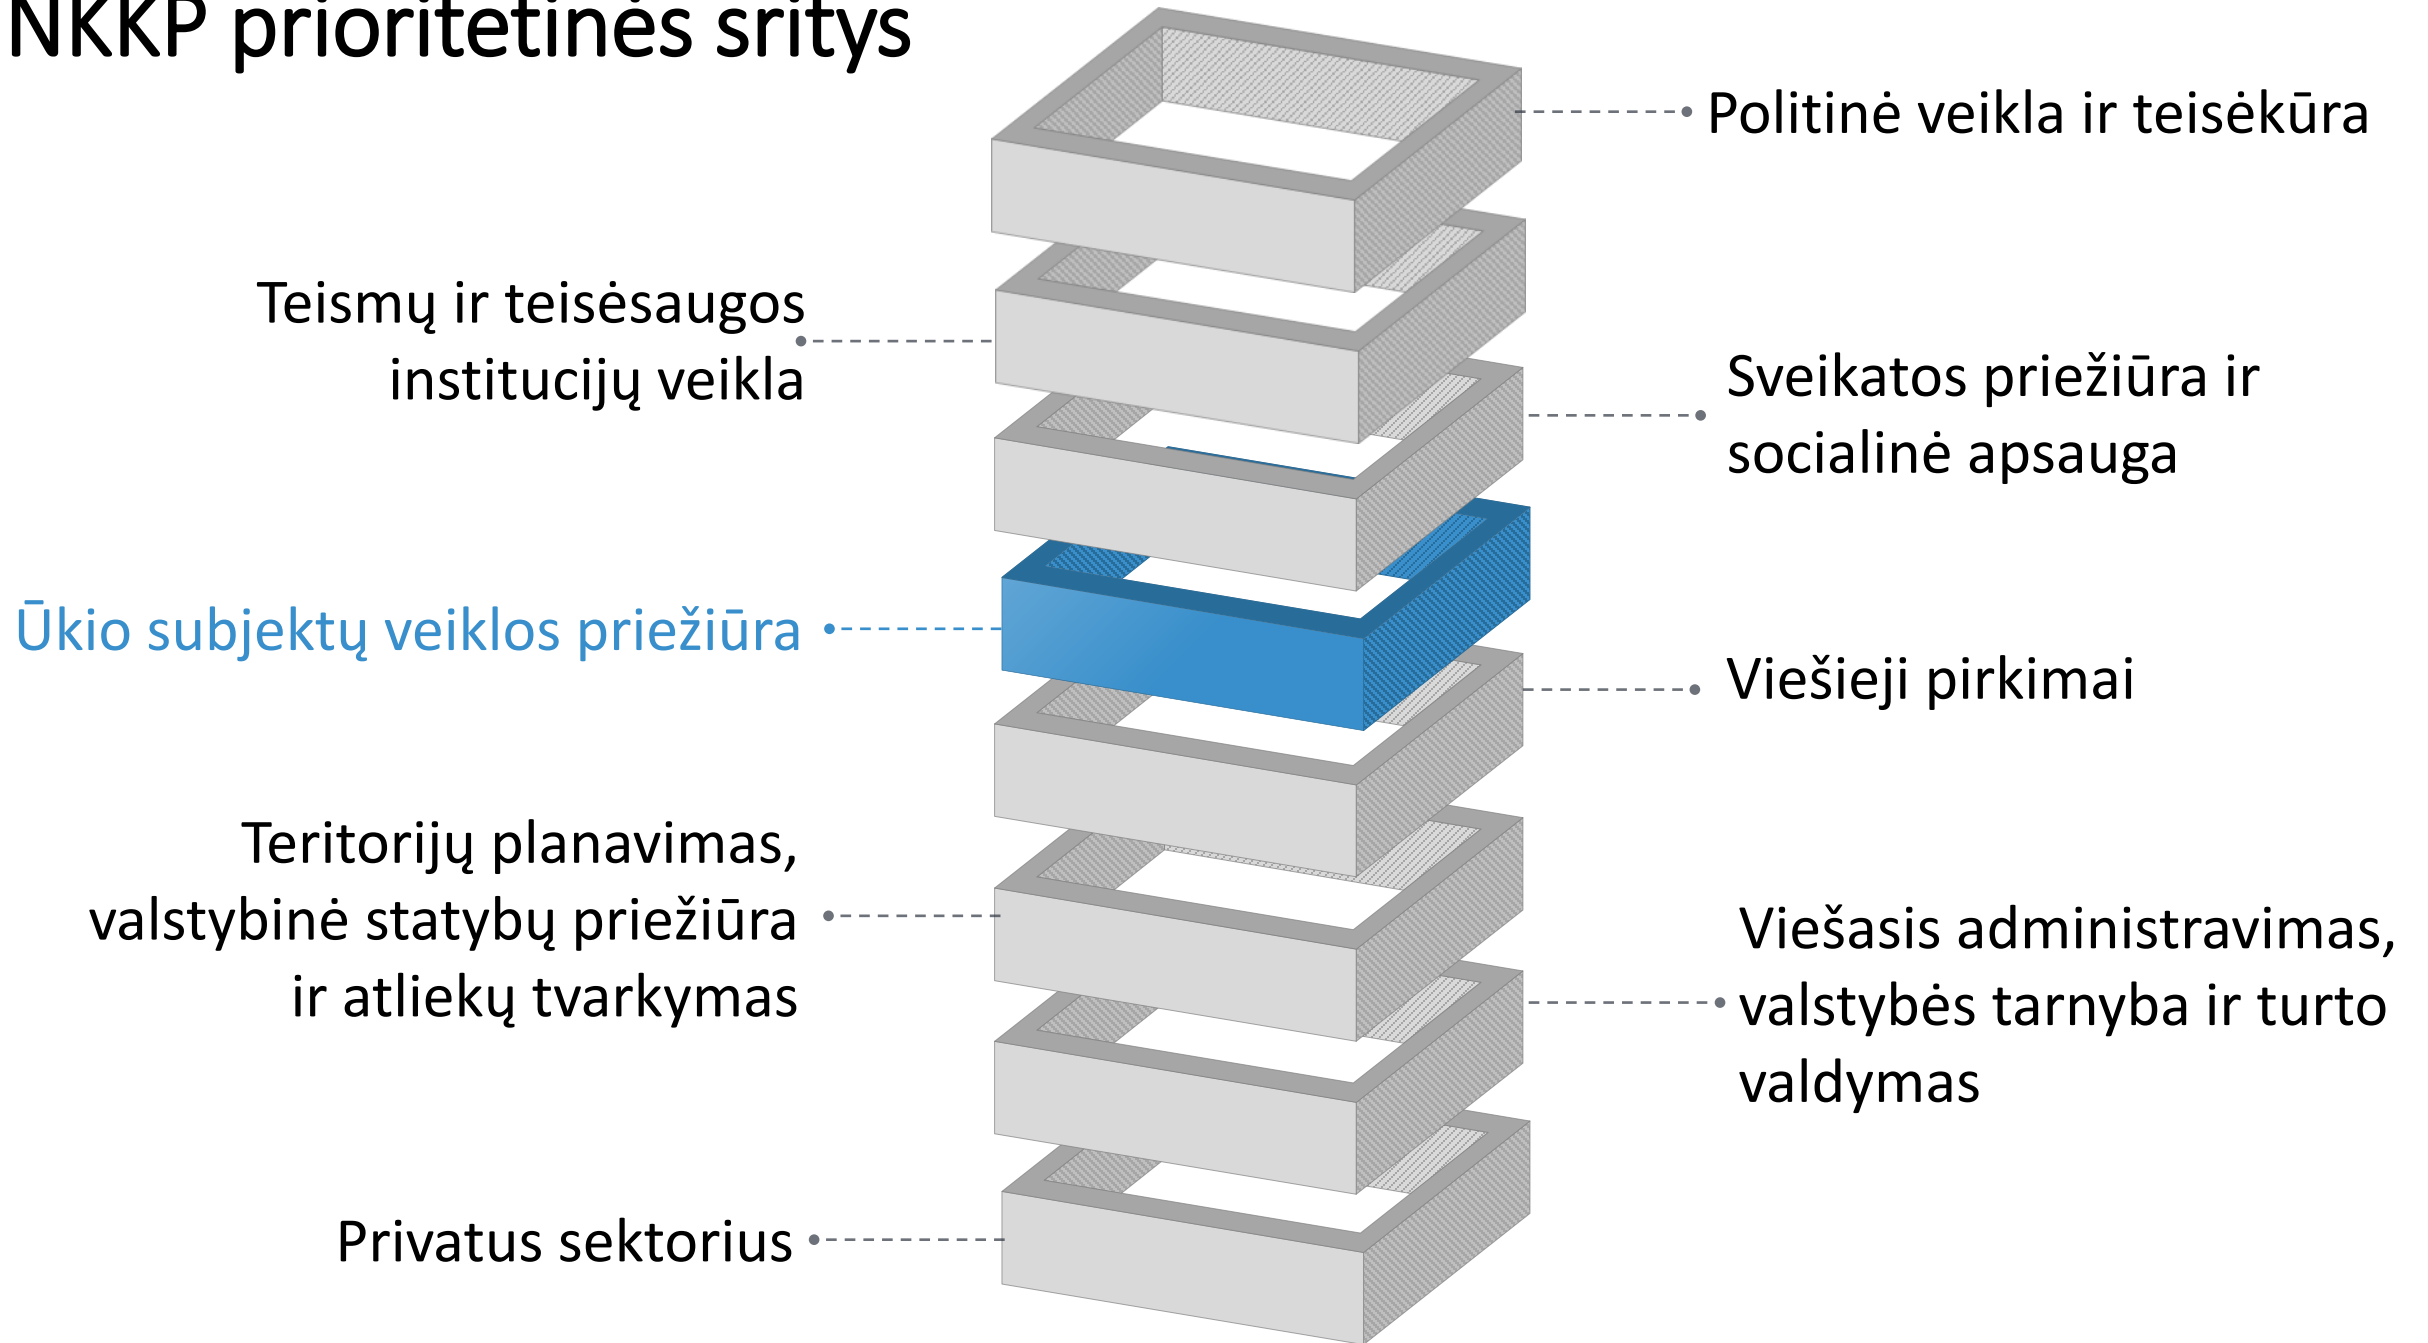 NKKP prioritetinės sritys
Politinė veikla ir teisėkūra
Teismų ir teisėsaugos
institucijų veikla
Sveikatos priežiūra ir
socialinė apsauga
Ūkio subjektų veiklos priežiūra
Viešieji pirkimai
Teritorijų planavimas,
valstybinė statybų priežiūra
ir atliekų tvarkymas
Viešasis administravimas,
valstybės tarnyba ir turto
valdymas
Privatus sektorius